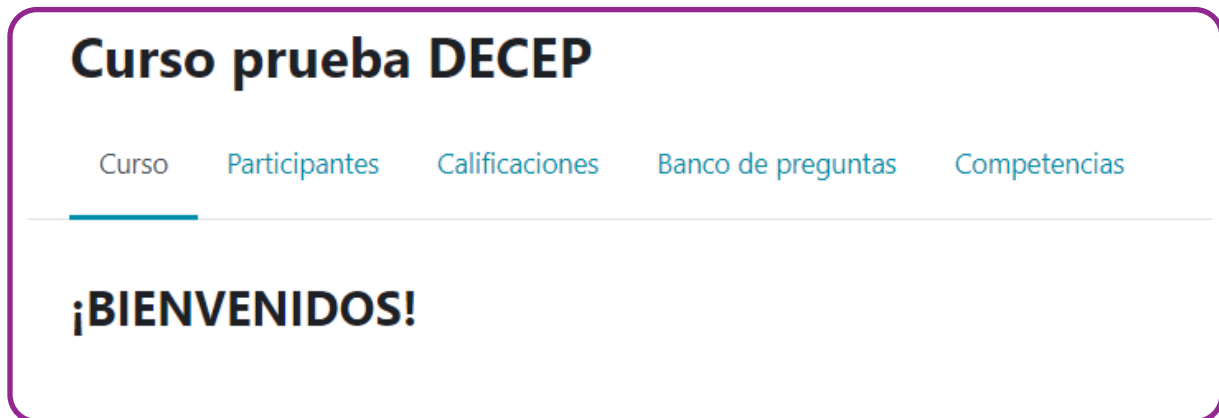 Curso prueba DECEP
Curso Participantes Calificaciones Banco de preguntas Competencias
¡BIENVENIDOS!